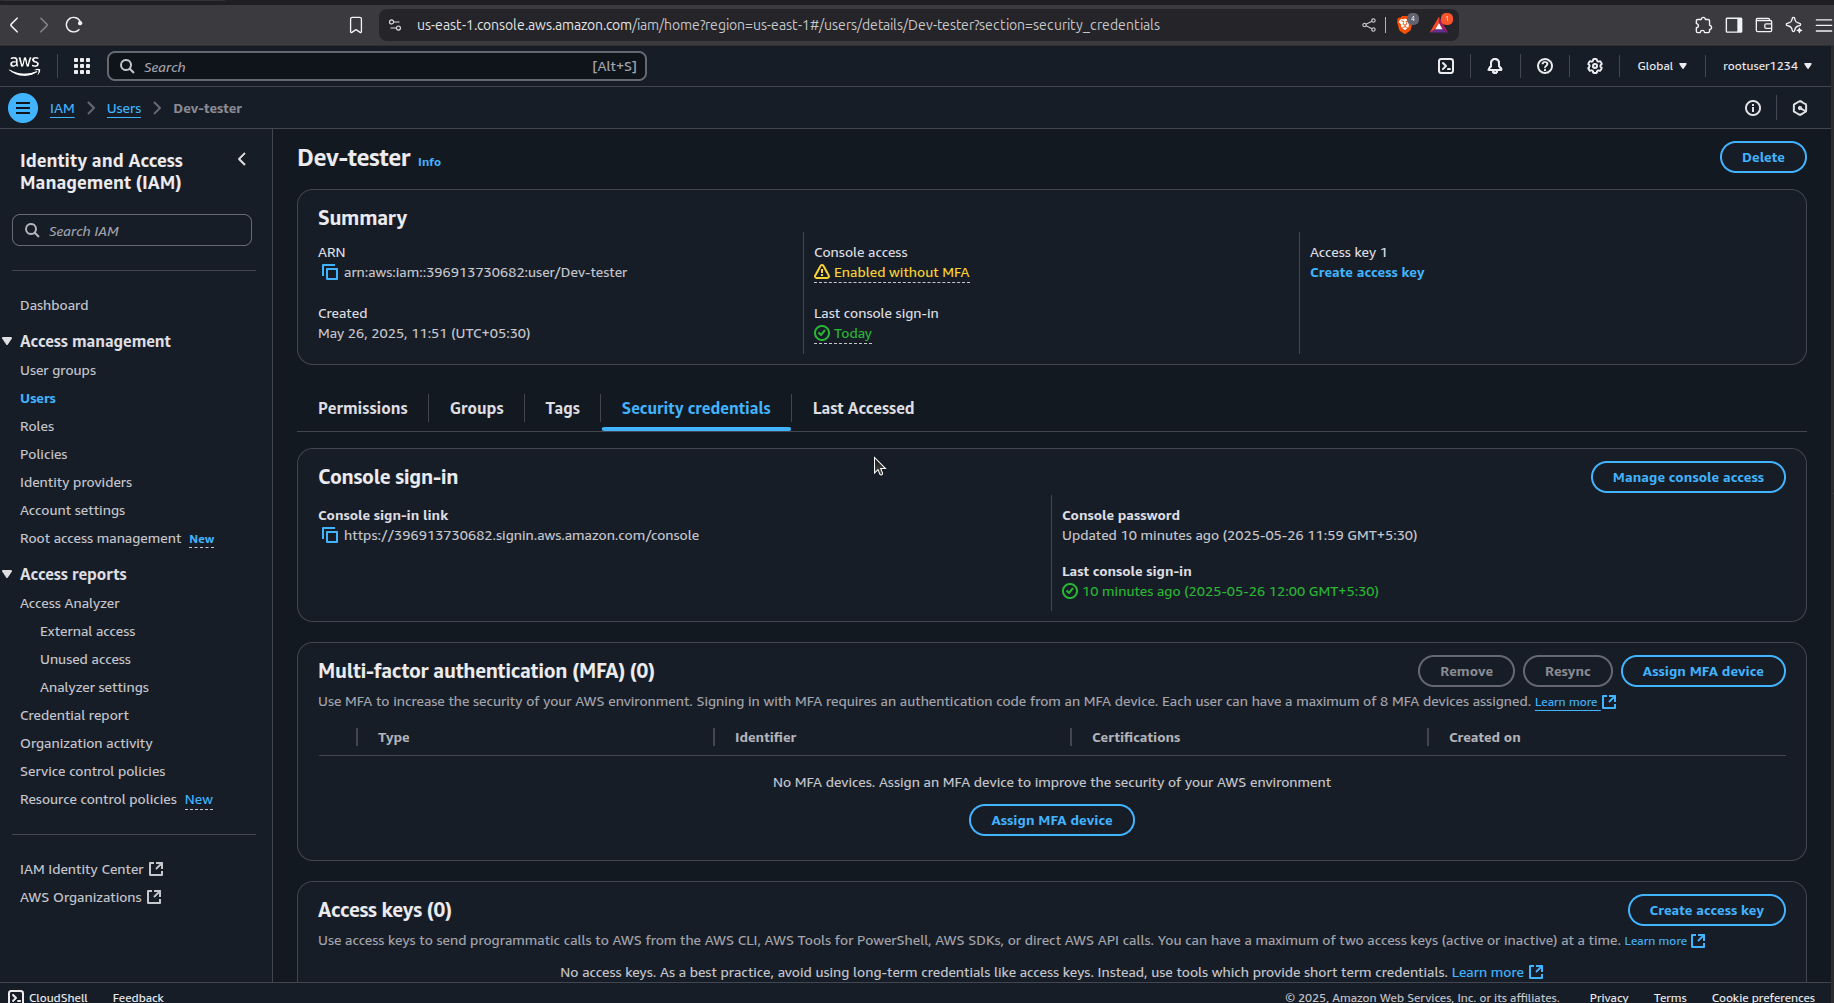 us-east-1.console.aws.amazon.com/iam/home?region=us-east-1#/users/details/Dev-tester?section=security_credentials
4
1
aws
Search
[Alt+S]
Global
rootuser1234
IAM
Users
Dev-tester
Identity and Access Management (IAM)
Search IAM
Dashboard
Access management
User groups
Users
Roles
Policies
Identity providers
Account settings
Root access management New
Access reports
Access Analyzer
External access
Unused access
Analyzer settings
Credential report
Organization activity
Service control policies
Resource control policies New
IAM Identity Center
AWS Organizations
Dev-tester Info
Delete
Summary
ARN
arn:aws:iam::396913730682:user/Dev-tester
Created
May 26, 2025, 11:51 (UTC+05:30)
Console access
Enabled without MFA
Last console sign-in
Today
Access key 1
Create access key
Permissions
Groups
Tags
Security credentials
Last Accessed
Console sign-in
Manage console access
Console sign-in link
https://396913730682.signin.aws.amazon.com/console
Console password
Updated 10 minutes ago (2025-05-26 11:59 GMT+5:30)
Last console sign-in
10 minutes ago (2025-05-26 12:00 GMT+5:30)
Multi-factor authentication (MFA) (0)
Remove
Resync
Assign MFA device
Use MFA to increase the security of your AWS environment. Signing in with MFA requires an authentication code from an MFA device. Each user can have a maximum of 8 MFA devices assigned. Learn more
Type
Identifier
Certifications
Created on
No MFA devices. Assign an MFA device to improve the security of your AWS environment
Assign MFA device
Access keys (0)
Create access key
Use access keys to send programmatic calls to AWS from the AWS CLI, AWS Tools for PowerShell, AWS SDKs, or direct AWS API calls. You can have a maximum of two access keys (active or inactive) at a time. Learn more
No access keys. As a best practice, avoid using long-term credentials like access keys. Instead, use tools which provide short term credentials. Learn more
CloudShell
Feedback
© 2025, Amazon Web Services, Inc. or its affiliates.
Privacy
Terms
Cookie preferences